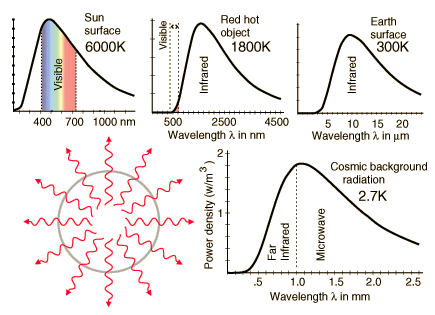 Sun
surface
6000K
Visible
400 700 1000 nm
Visible
Red hot
object
1800K
Infrared
500 2500 4500
Wavelength λ in nm
Earth
surface
300K
Infrared
5 10 15 20
Wavelength λ in μm
Power density (w/m³)
2
1
Cosmic background
radiation
2.7K
Far
Infrared
Microwave
.5 1.0 1.5 2.0 2.5
Wavelength λ in mm